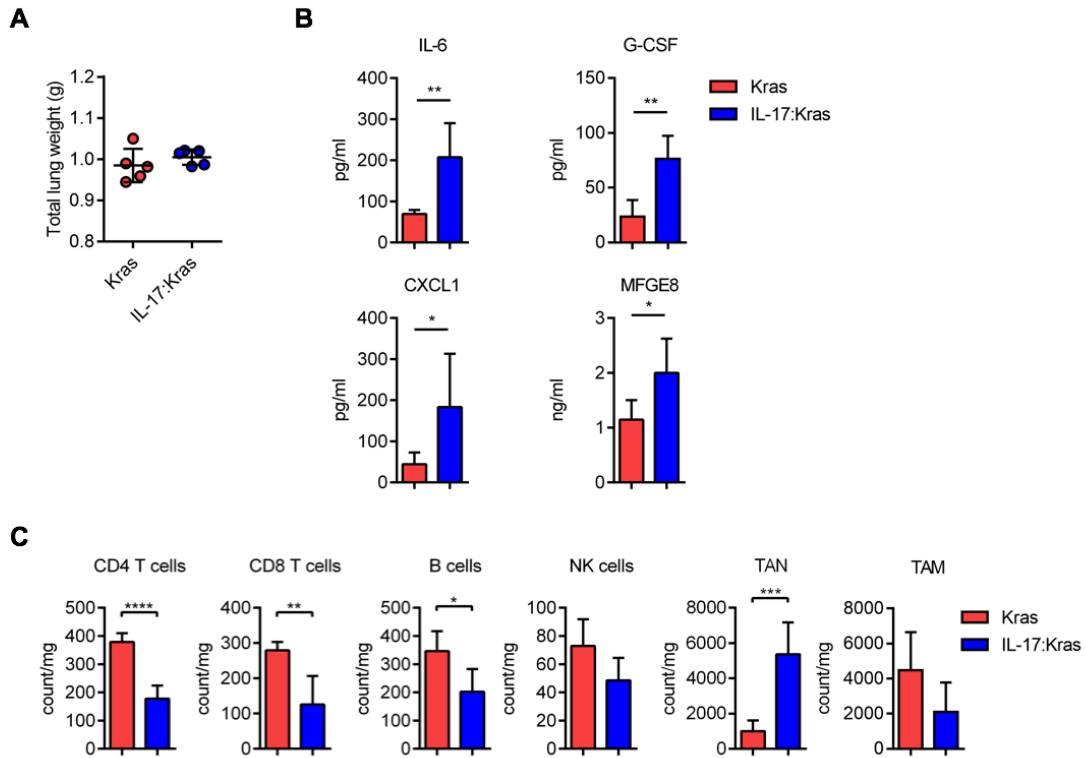 A
B
IL-6
G-CSF
1.2
1.1
1.0
0.9
0.8
Total lung weight (g)
Kras
IL-17:Kras
400
300
200
100
0
pg/ml
**
150
100
50
0
pg/ml
**
Kras
IL-17:Kras
CXCL1
MFGE8
400
300
200
100
0
pg/ml
*
3
2
1
0
ng/ml
*
C
CD4 T cells
CD8 T cells
B cells
NK cells
TAN
TAM
500
400
300
200
100
0
count/mg
****
400
300
200
100
0
count/mg
**
500
400
300
200
100
0
count/mg
*
100
80
60
40
20
0
count/mg
8000
6000
4000
2000
0
count/mg
***
8000
6000
4000
2000
0
count/mg
Kras
IL-17:Kras